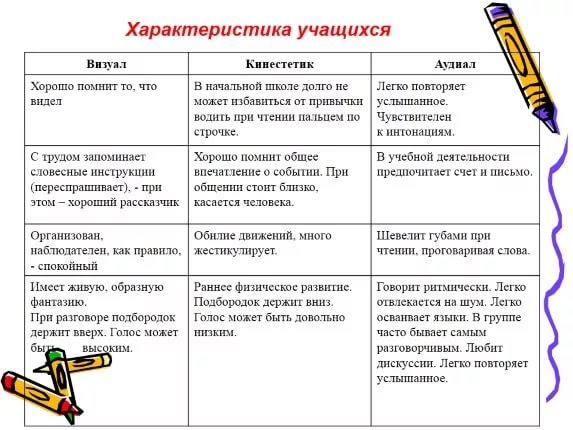 Характеристика учащихся
Визуал
Кинестетик
Аудиал
Хорошо помнит то, что
видел
В начальной школе долго не
может избавиться от привычки
водить при чтении пальцем по
строчке.
Легко повторяет
услышанное.
Чувствителен
к интонациям.
С трудом запоминает
словесные инструкции
(переспрашивает), - при
этом – хороший рассказчик
Хорошо помнит общее
впечатление о событии. При
общении стоит близко,
касается человека.
В учебной деятельности
предпочитает счет и письмо.
Организован,
наблюдателен, как правило,
- спокойный
Обилие движений, много
жестикулирует.
Шевелит губами при
чтении, проговаривая слова.
Имеет живую, образную
фантазию.
При разговоре подбородок
держит вверх. Голос может
быть высоким.
Раннее физическое развитие.
Подбородок держит вниз.
Голос может быть довольно
низким.
Говорит ритмически. Легко
отвлекается на шум. Легко
осваивает языки. В группе
часто бывает самым
разговорчивым. Любит
дискуссии. Легко повторяет
услышанное.